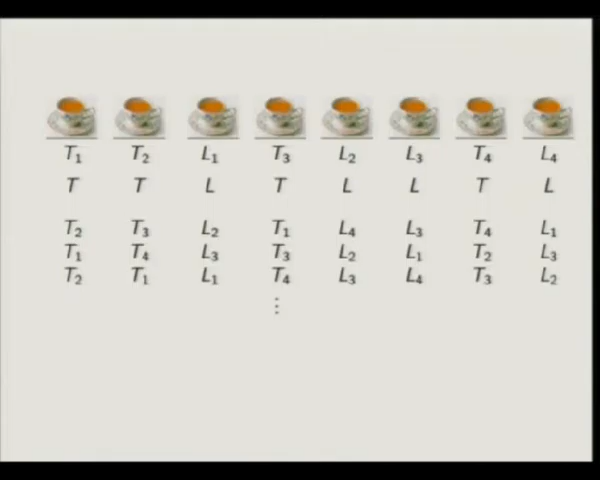 T₁ T₂ L₁ T₃ L₂ L₃ T₄ L₄
T T L T L L T L
T₂ T₃ L₂ T₁ L₄ L₃ T₄ L₁
T₁ T₄ L₃ T₃ L₂ L₁ T₂ L₃
T₂ T₁ L₁ T₄ L₃ L₄ T₃ L₂
⋮